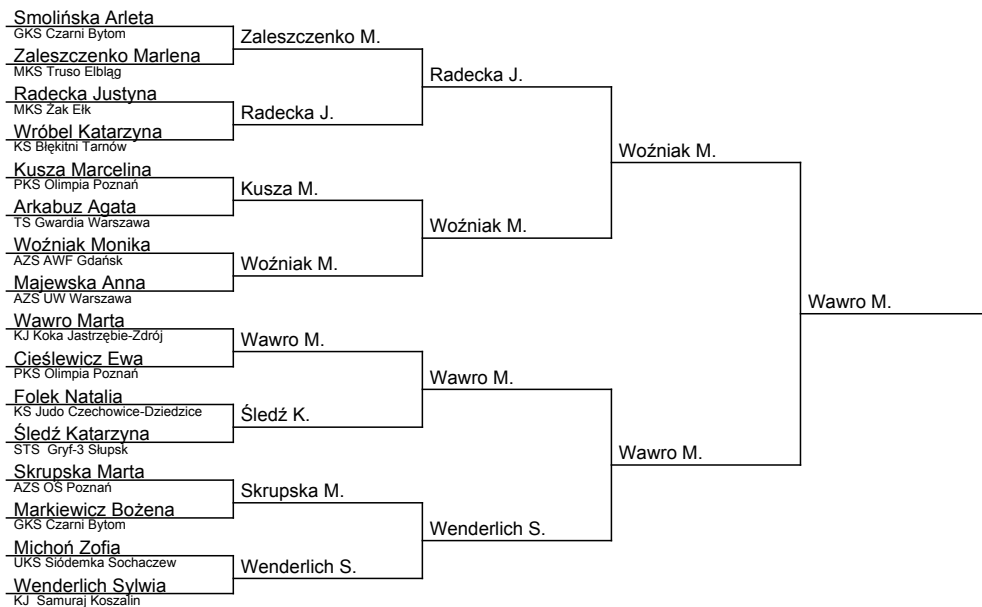 Smolińska Arleta
GKS Czarni Bytom
Zaleszczenko Marlena
MKS Truso Elbląg
Radecka Justyna
MKS Żak Ełk
Wróbel Katarzyna
KS Błękitni Tarnów
Kusza Marcelina
PKS Olimpia Poznań
Arkabuz Agata
TS Gwardia Warszawa
Woźniak Monika
AZS AWF Gdańsk
Majewska Anna
AZS UW Warszawa
Wawro Marta
KJ Koka Jastrzębie-Zdrój
Cieślewicz Ewa
PKS Olimpia Poznań
Folek Natalia
KS Judo Czechowice-Dziedzice
Śledź Katarzyna
STS Gryf-3 Słupsk
Skrupska Marta
AZS OŚ Poznań
Markiewicz Bożena
GKS Czarni Bytom
Michoń Zofia
UKS Siódemka Sochaczew
Wenderlich Sylwia
KJ Samuraj Koszalin
Zaleszczenko M.
Radecka J.
Kusza M.
Woźniak M.
Wawro M.
Śledź K.
Skrupska M.
Wenderlich S.
Radecka J.
Woźniak M.
Wawro M.
Wenderlich S.
Woźniak M.
Wawro M.
Wawro M.